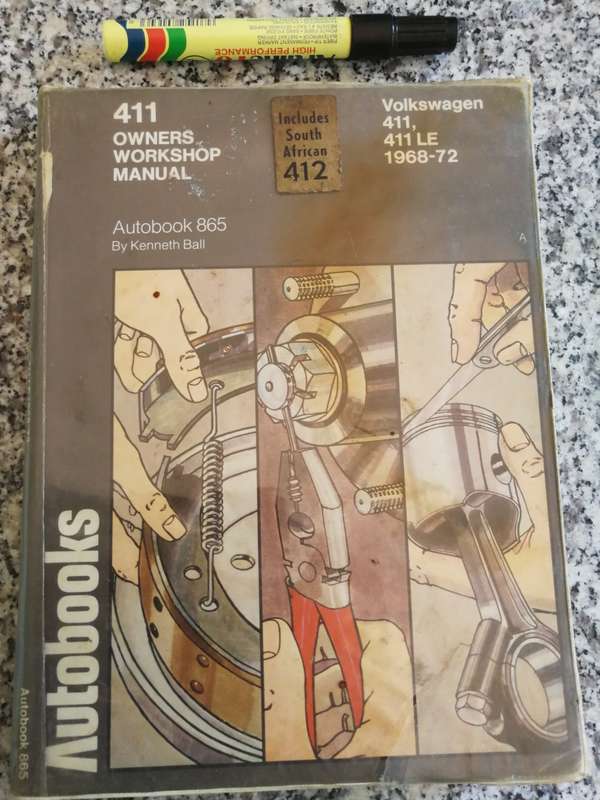 HIGH PERFORMANCE
411
OWNERS
WORKSHOP
MANUAL
Includes
South
African
412
Volkswagen
411,
411 LE
1968-72
Autobook 865
By Kenneth Ball
A
Autobooks
Autobook 865